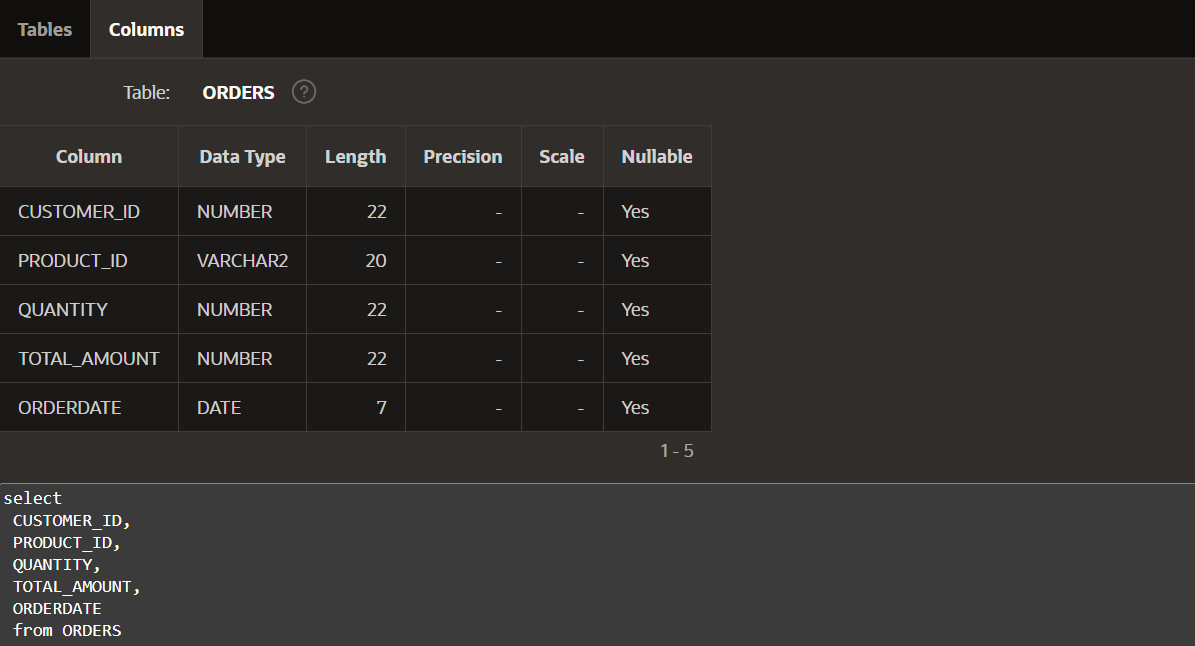 Tables Columns
Table: ORDERS ?
Column Data Type Length Precision Scale Nullable
CUSTOMER_ID NUMBER 22 - - Yes
PRODUCT_ID VARCHAR2 20 - - Yes
QUANTITY NUMBER 22 - - Yes
TOTAL_AMOUNT NUMBER 22 - - Yes
ORDERDATE DATE 7 - - Yes
1 - 5
select
CUSTOMER_ID,
PRODUCT_ID,
QUANTITY,
TOTAL_AMOUNT,
ORDERDATE
from ORDERS